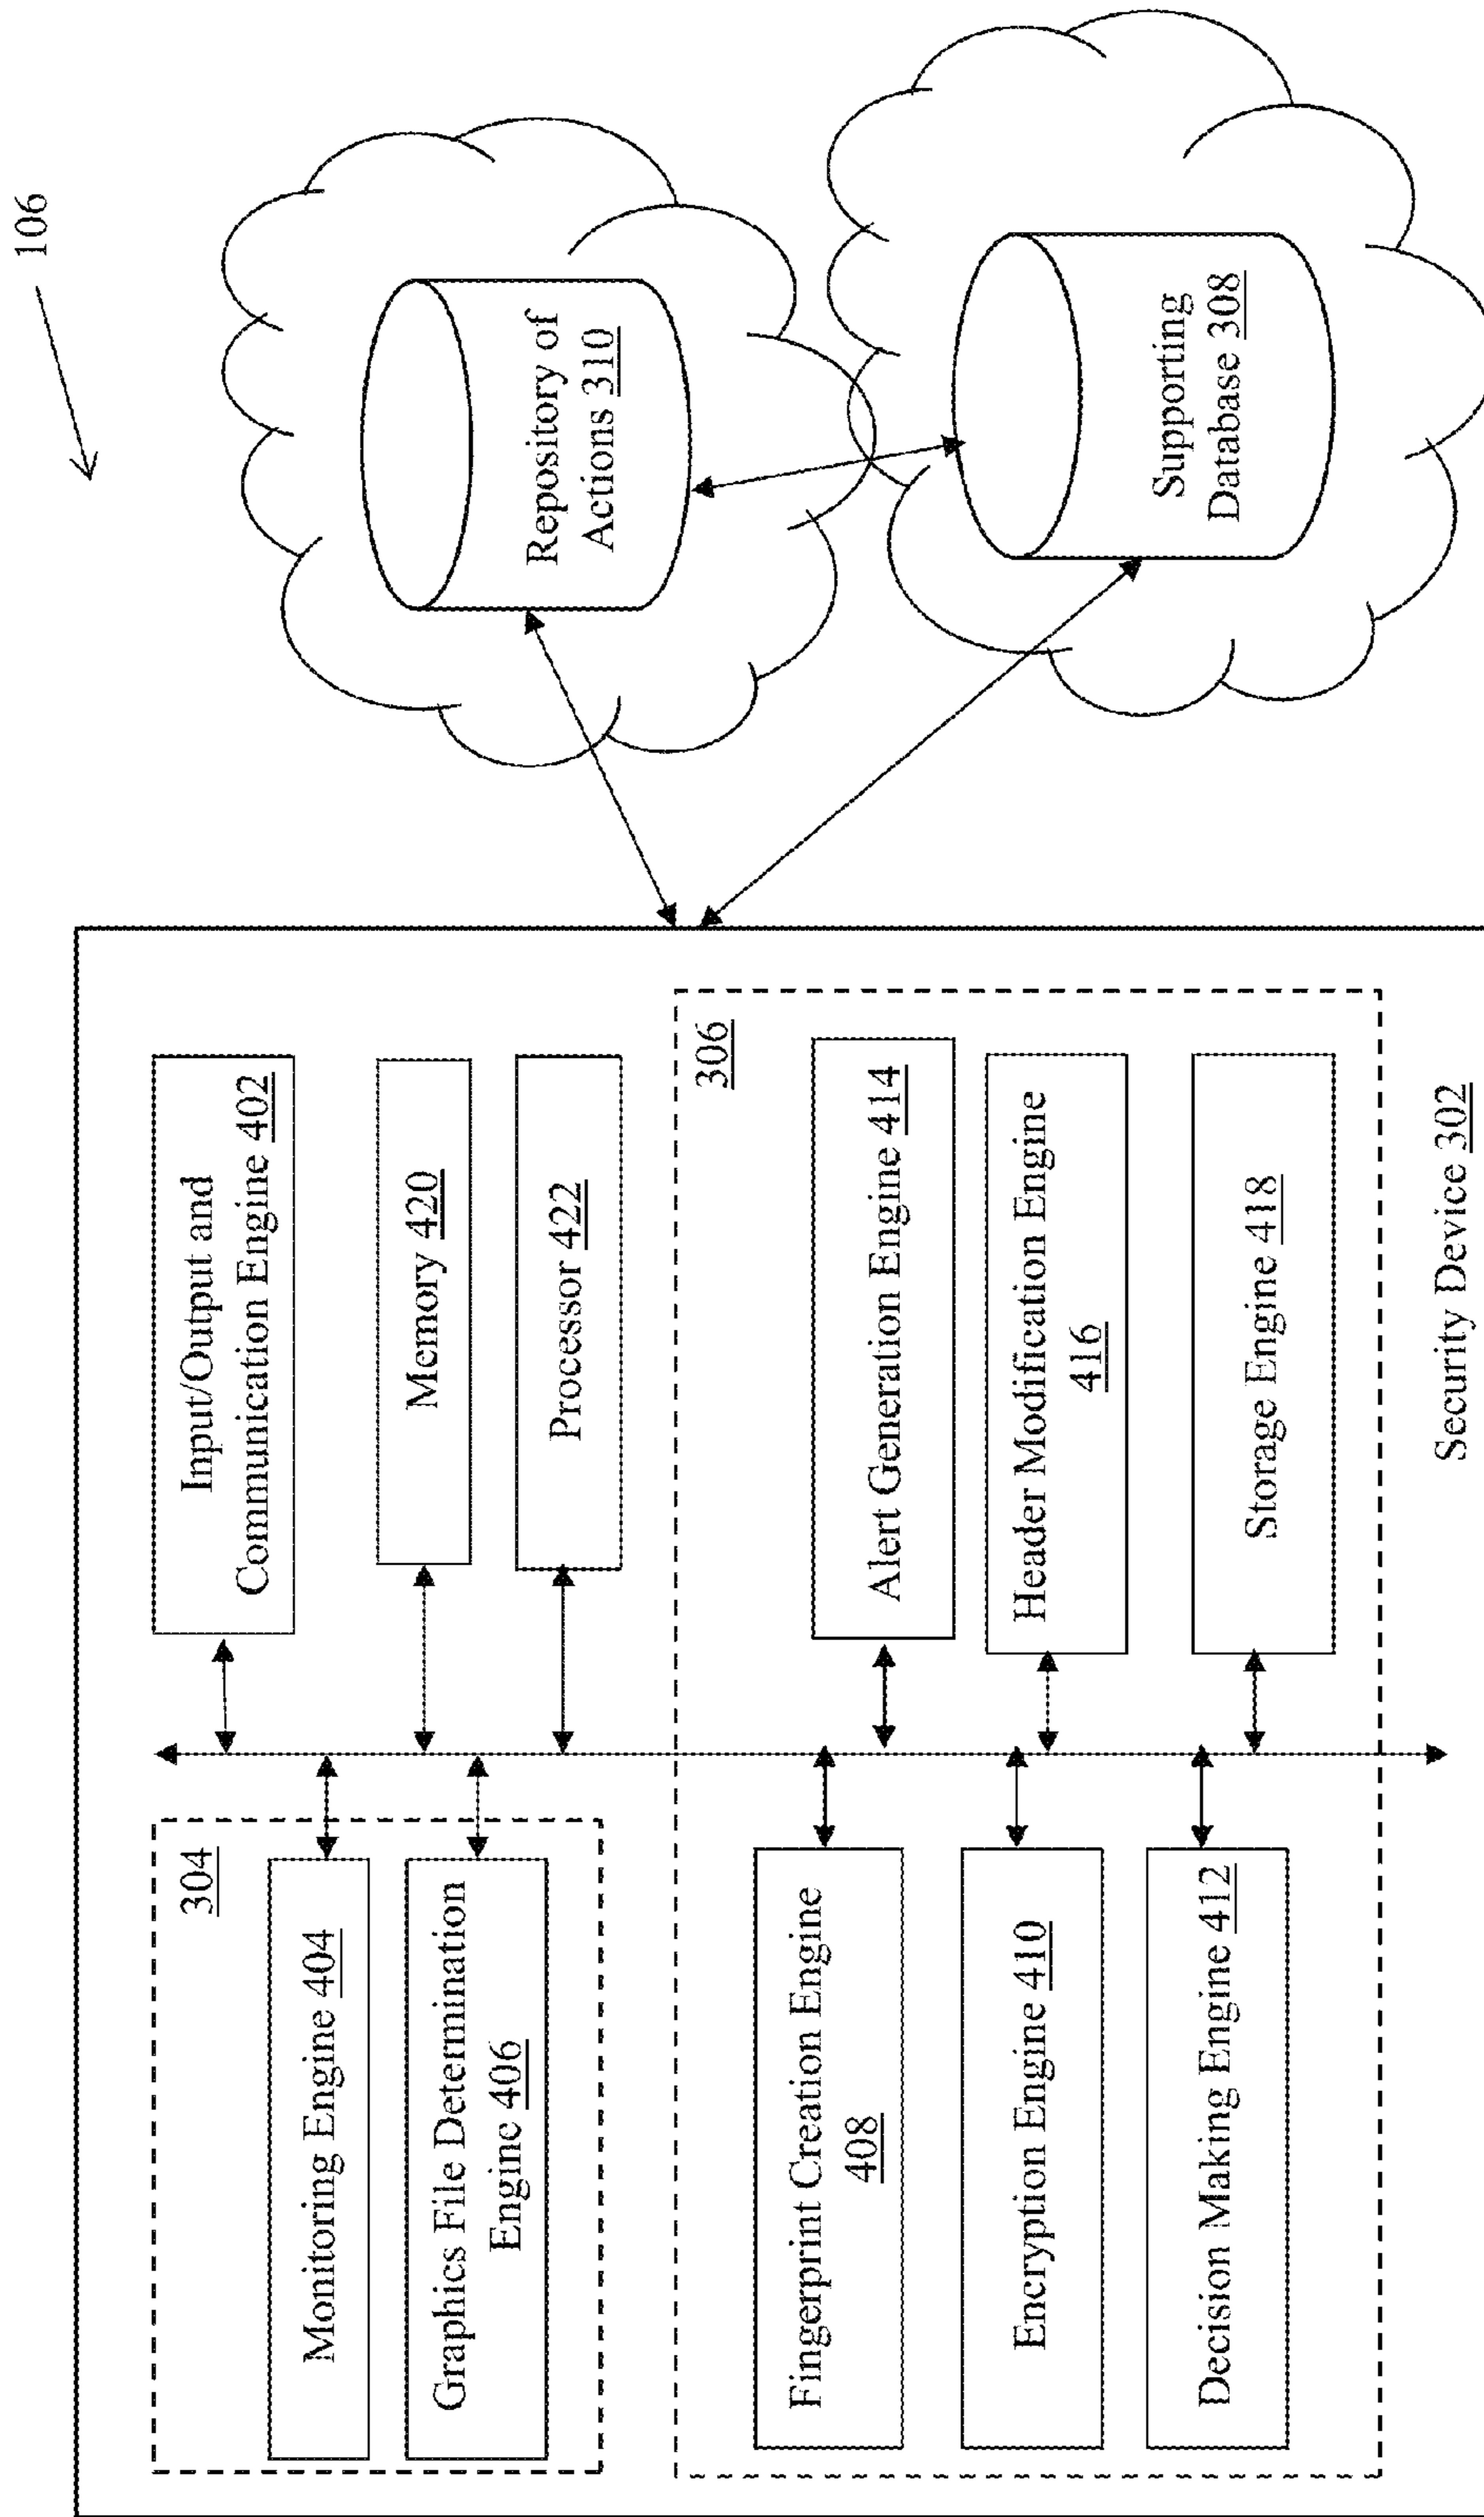 106
Repository of
Actions 310
Supporting
Database 308
Input/Output and
Communication Engine 402
Memory 420
Processor 422
304
Monitoring Engine 404
Graphics File Determination
Engine 406
306
Fingerprint Creation Engine
408
Encryption Engine 410
Decision Making Engine 412
Alert Generation Engine 414
Header Modification Engine
416
Storage Engine 418
Security Device 302